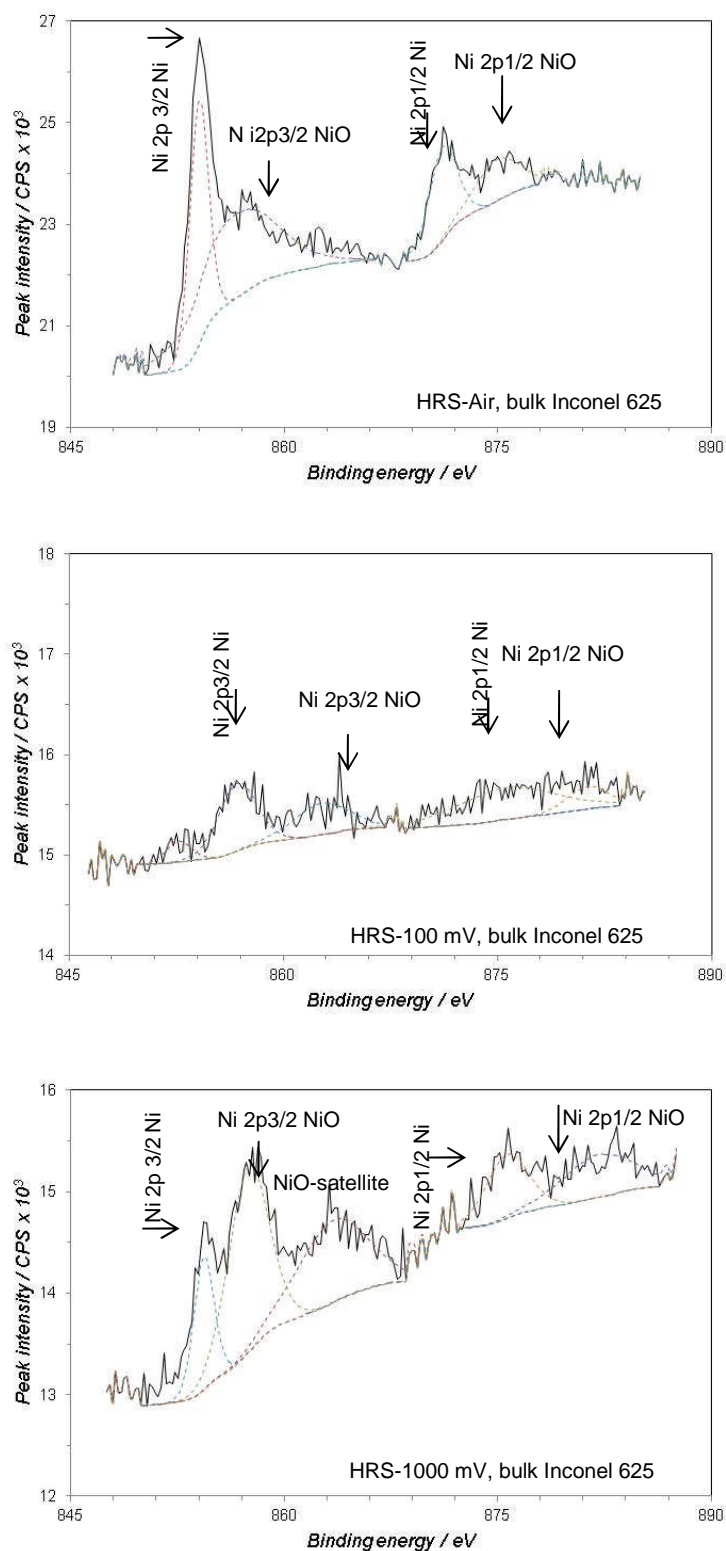 27
25
23
21
19
Peak intensity / CPS x 10³
Ni 2p 3/2 Ni
N i2p3/2 NiO
Ni 2p1/2 Ni
Ni 2p1/2 NiO
HRS-Air, bulk Inconel 625
845 860 875 890
Binding energy / eV
18
17
16
15
14
Peak intensity / CPS x 10³
Ni 2p3/2 Ni
Ni 2p3/2 NiO
Ni 2p1/2 Ni
Ni 2p1/2 NiO
HRS-100 mV, bulk Inconel 625
845 860 875 890
Binding energy / eV
16
15
14
13
12
Peak intensity / CPS x 10³
Ni 2p 3/2 Ni
Ni 2p3/2 NiO
NiO-satellite
Ni 2p1/2 Ni
Ni 2p1/2 NiO
HRS-1000 mV, bulk Inconel 625
845 860 875 890
Binding energy / eV